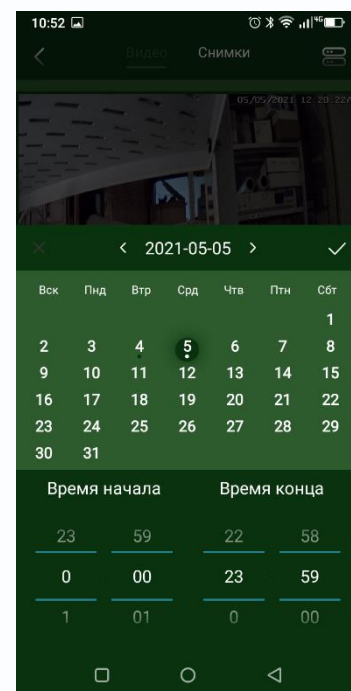 10:52 4G
Видео Снимки
05/05/2021 12:20:22
2021-05-05
Вск Пнд Втр Срд Чтв Птн Сбт
1
2 3 4 5 6 7 8
9 10 11 12 13 14 15
16 17 18 19 20 21 22
23 24 25 26 27 28 29
30 31
Время начала Время конца
23 59 22 58
0 00 23 59
1 01 0 00